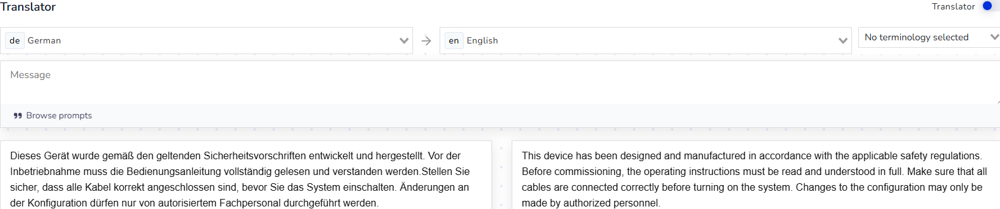 Translator
Translator
de German
en English
No terminology selected
Message
Browse prompts
Dieses Gerät wurde gemäß den geltenden Sicherheitsvorschriften entwickelt und hergestellt. Vor der
Inbetriebnahme muss die Bedienungsanleitung vollständig gelesen und verstanden werden.Stellen Sie
sicher, dass alle Kabel korrekt angeschlossen sind, bevor Sie das System einschalten. Änderungen an
der Konfiguration dürfen nur von autorisiertem Fachpersonal durchgeführt werden.
This device has been designed and manufactured in accordance with the applicable safety regulations.
Before commissioning, the operating instructions must be read and understood in full. Make sure that all
cables are connected correctly before turning on the system. Changes to the configuration may only be
made by authorized personnel.